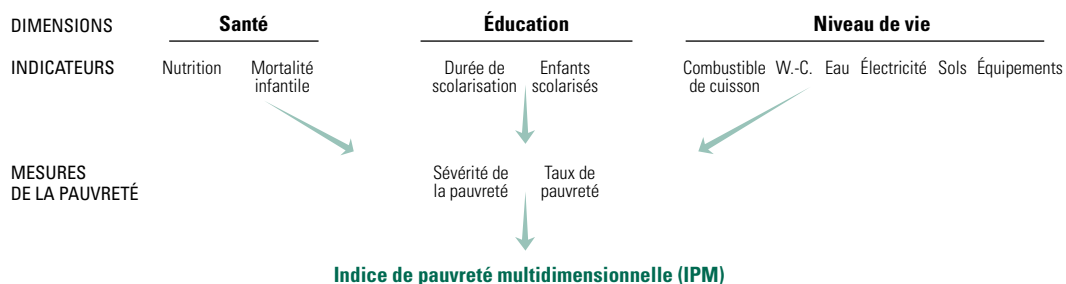 DIMENSIONS Santé Éducation Niveau de vie
INDICATEURS Nutrition Mortalité infantile Durée de scolarisation Enfants scolarisés Combustible de cuisson W.-C. Eau Électricité Sols Équipements
MESURES DE LA PAUVRETÉ Sévérité de la pauvreté Taux de pauvreté
Indice de pauvreté multidimensionnelle (IPM)